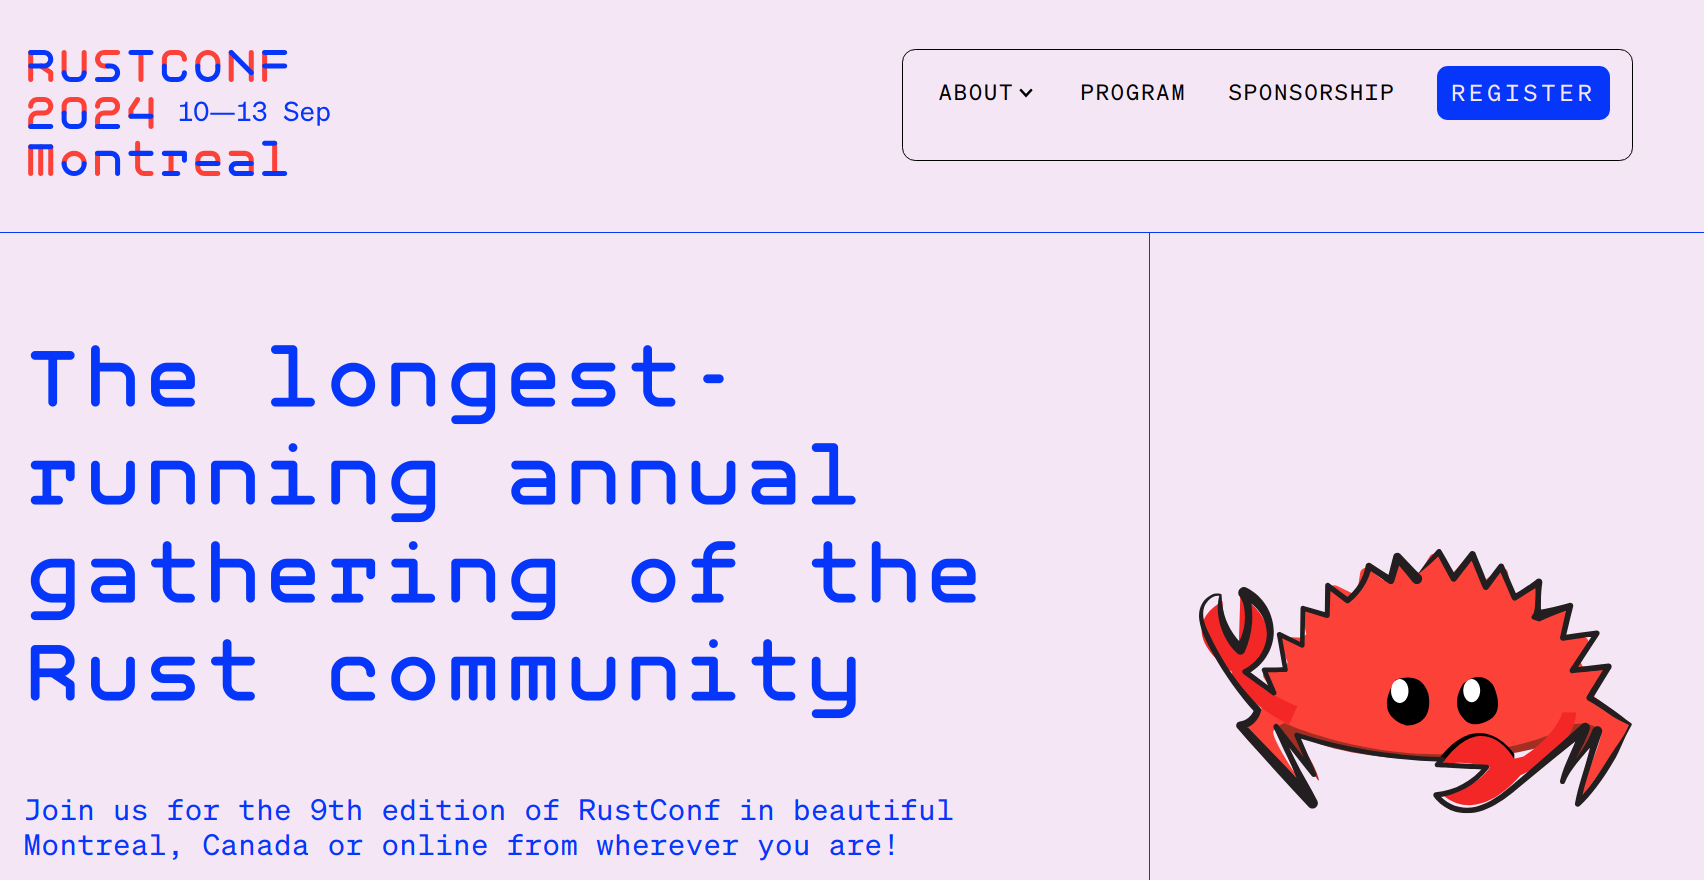 RUSTCONF
2024 10—13 Sep
Montreal
ABOUT PROGRAM SPONSORSHIP REGISTER
The longest-
running annual
gathering of the
Rust community
Join us for the 9th edition of RustConf in beautiful
Montreal, Canada or online from wherever you are!